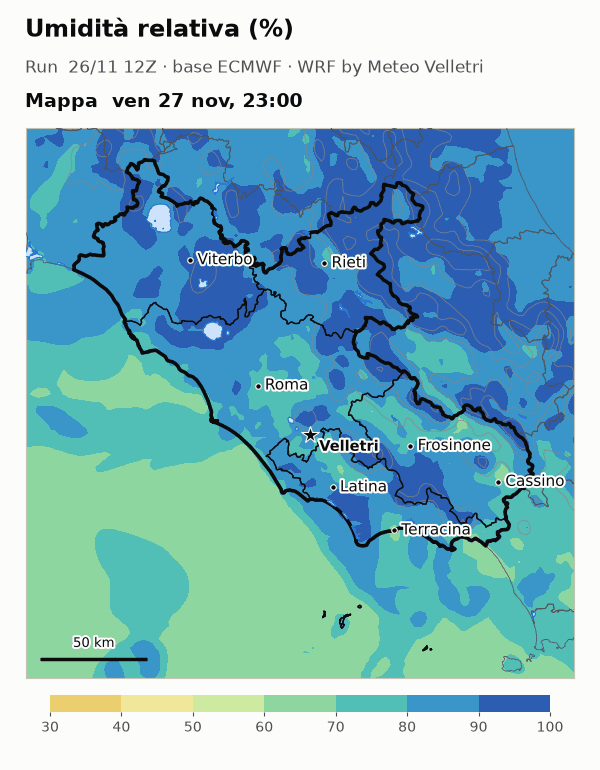 Umidità relativa (%)
Run  26/11 12Z · base ECMWF · WRF by Meteo Velletri
Mappa  ven 27 nov, 23:00
Viterbo
Rieti
Roma
Velletri
Frosinone
Cassino
Latina
Terracina
50 km
30 40 50 60 70 80 90 100